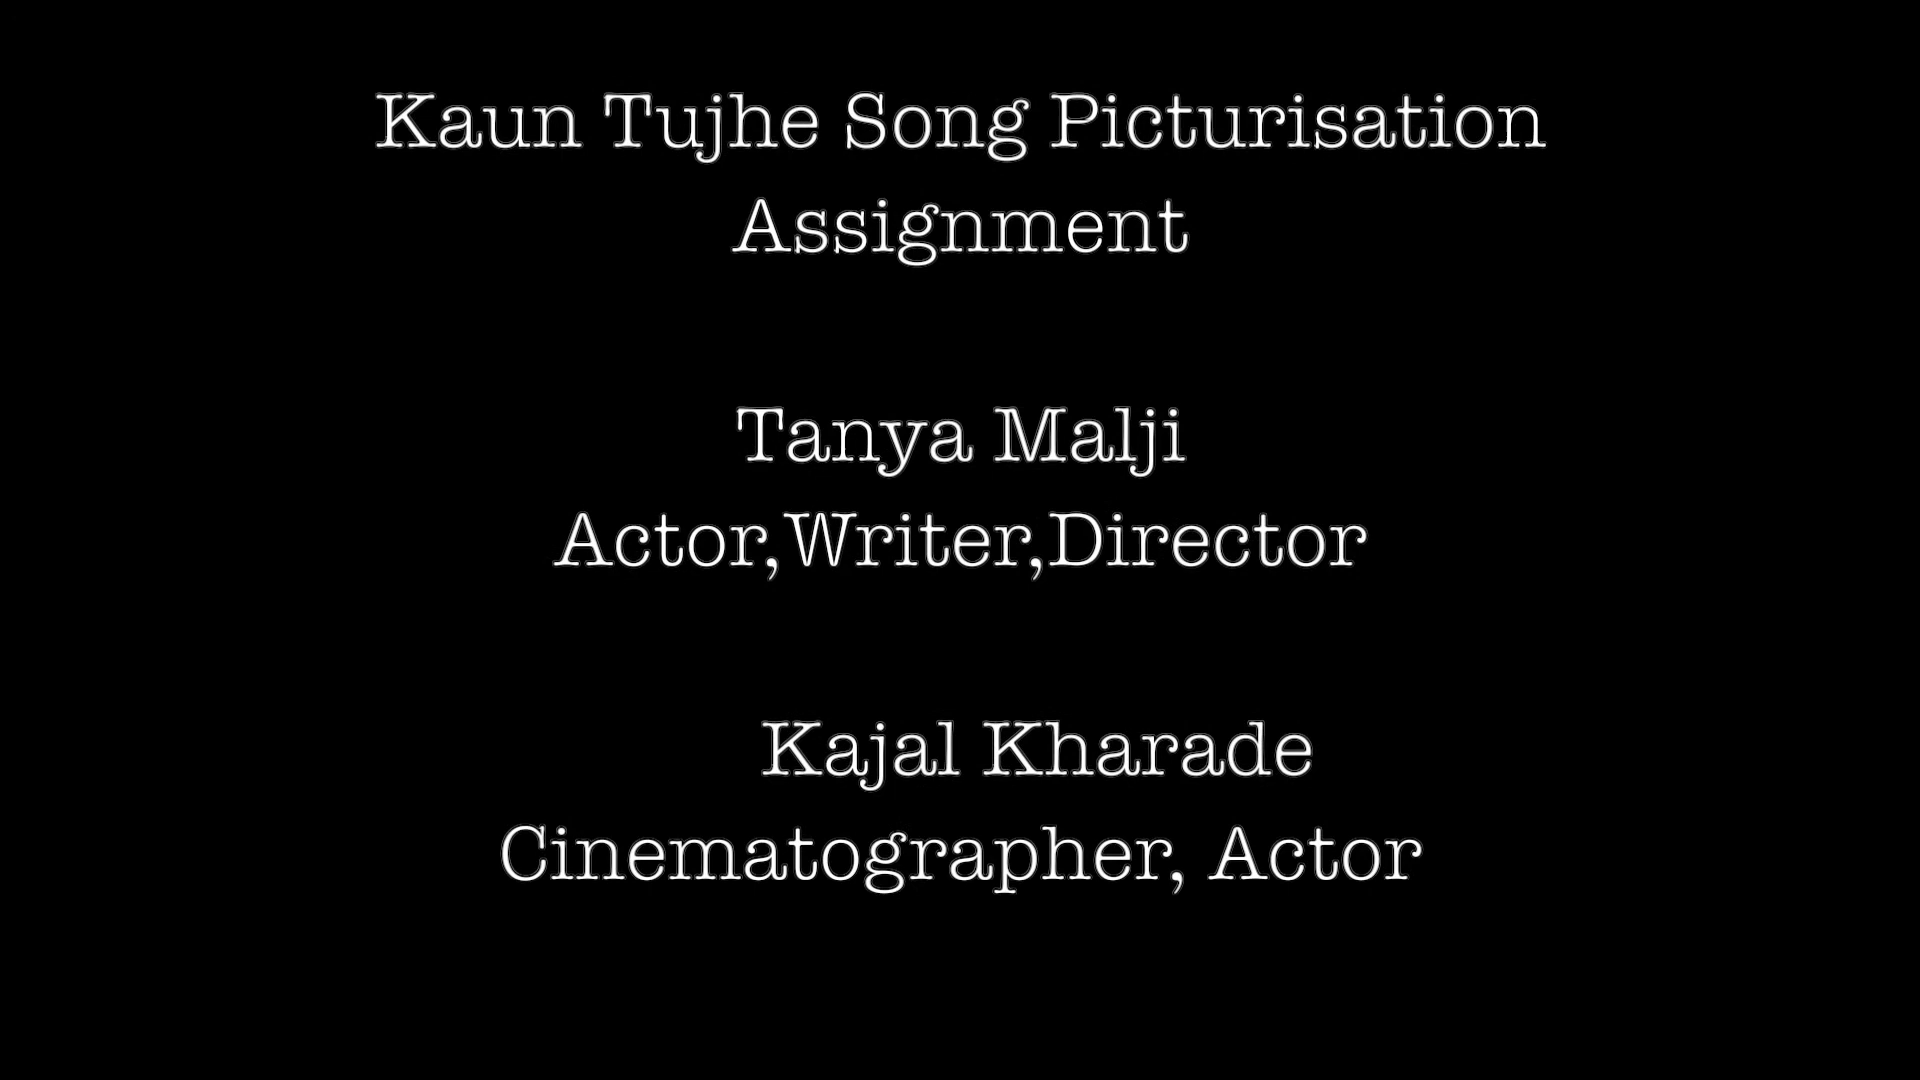 Kaun Tujhe Song Picturisation
Assignment
Tanya Malji
Actor,Writer,Director
Kajal Kharade
Cinematographer, Actor